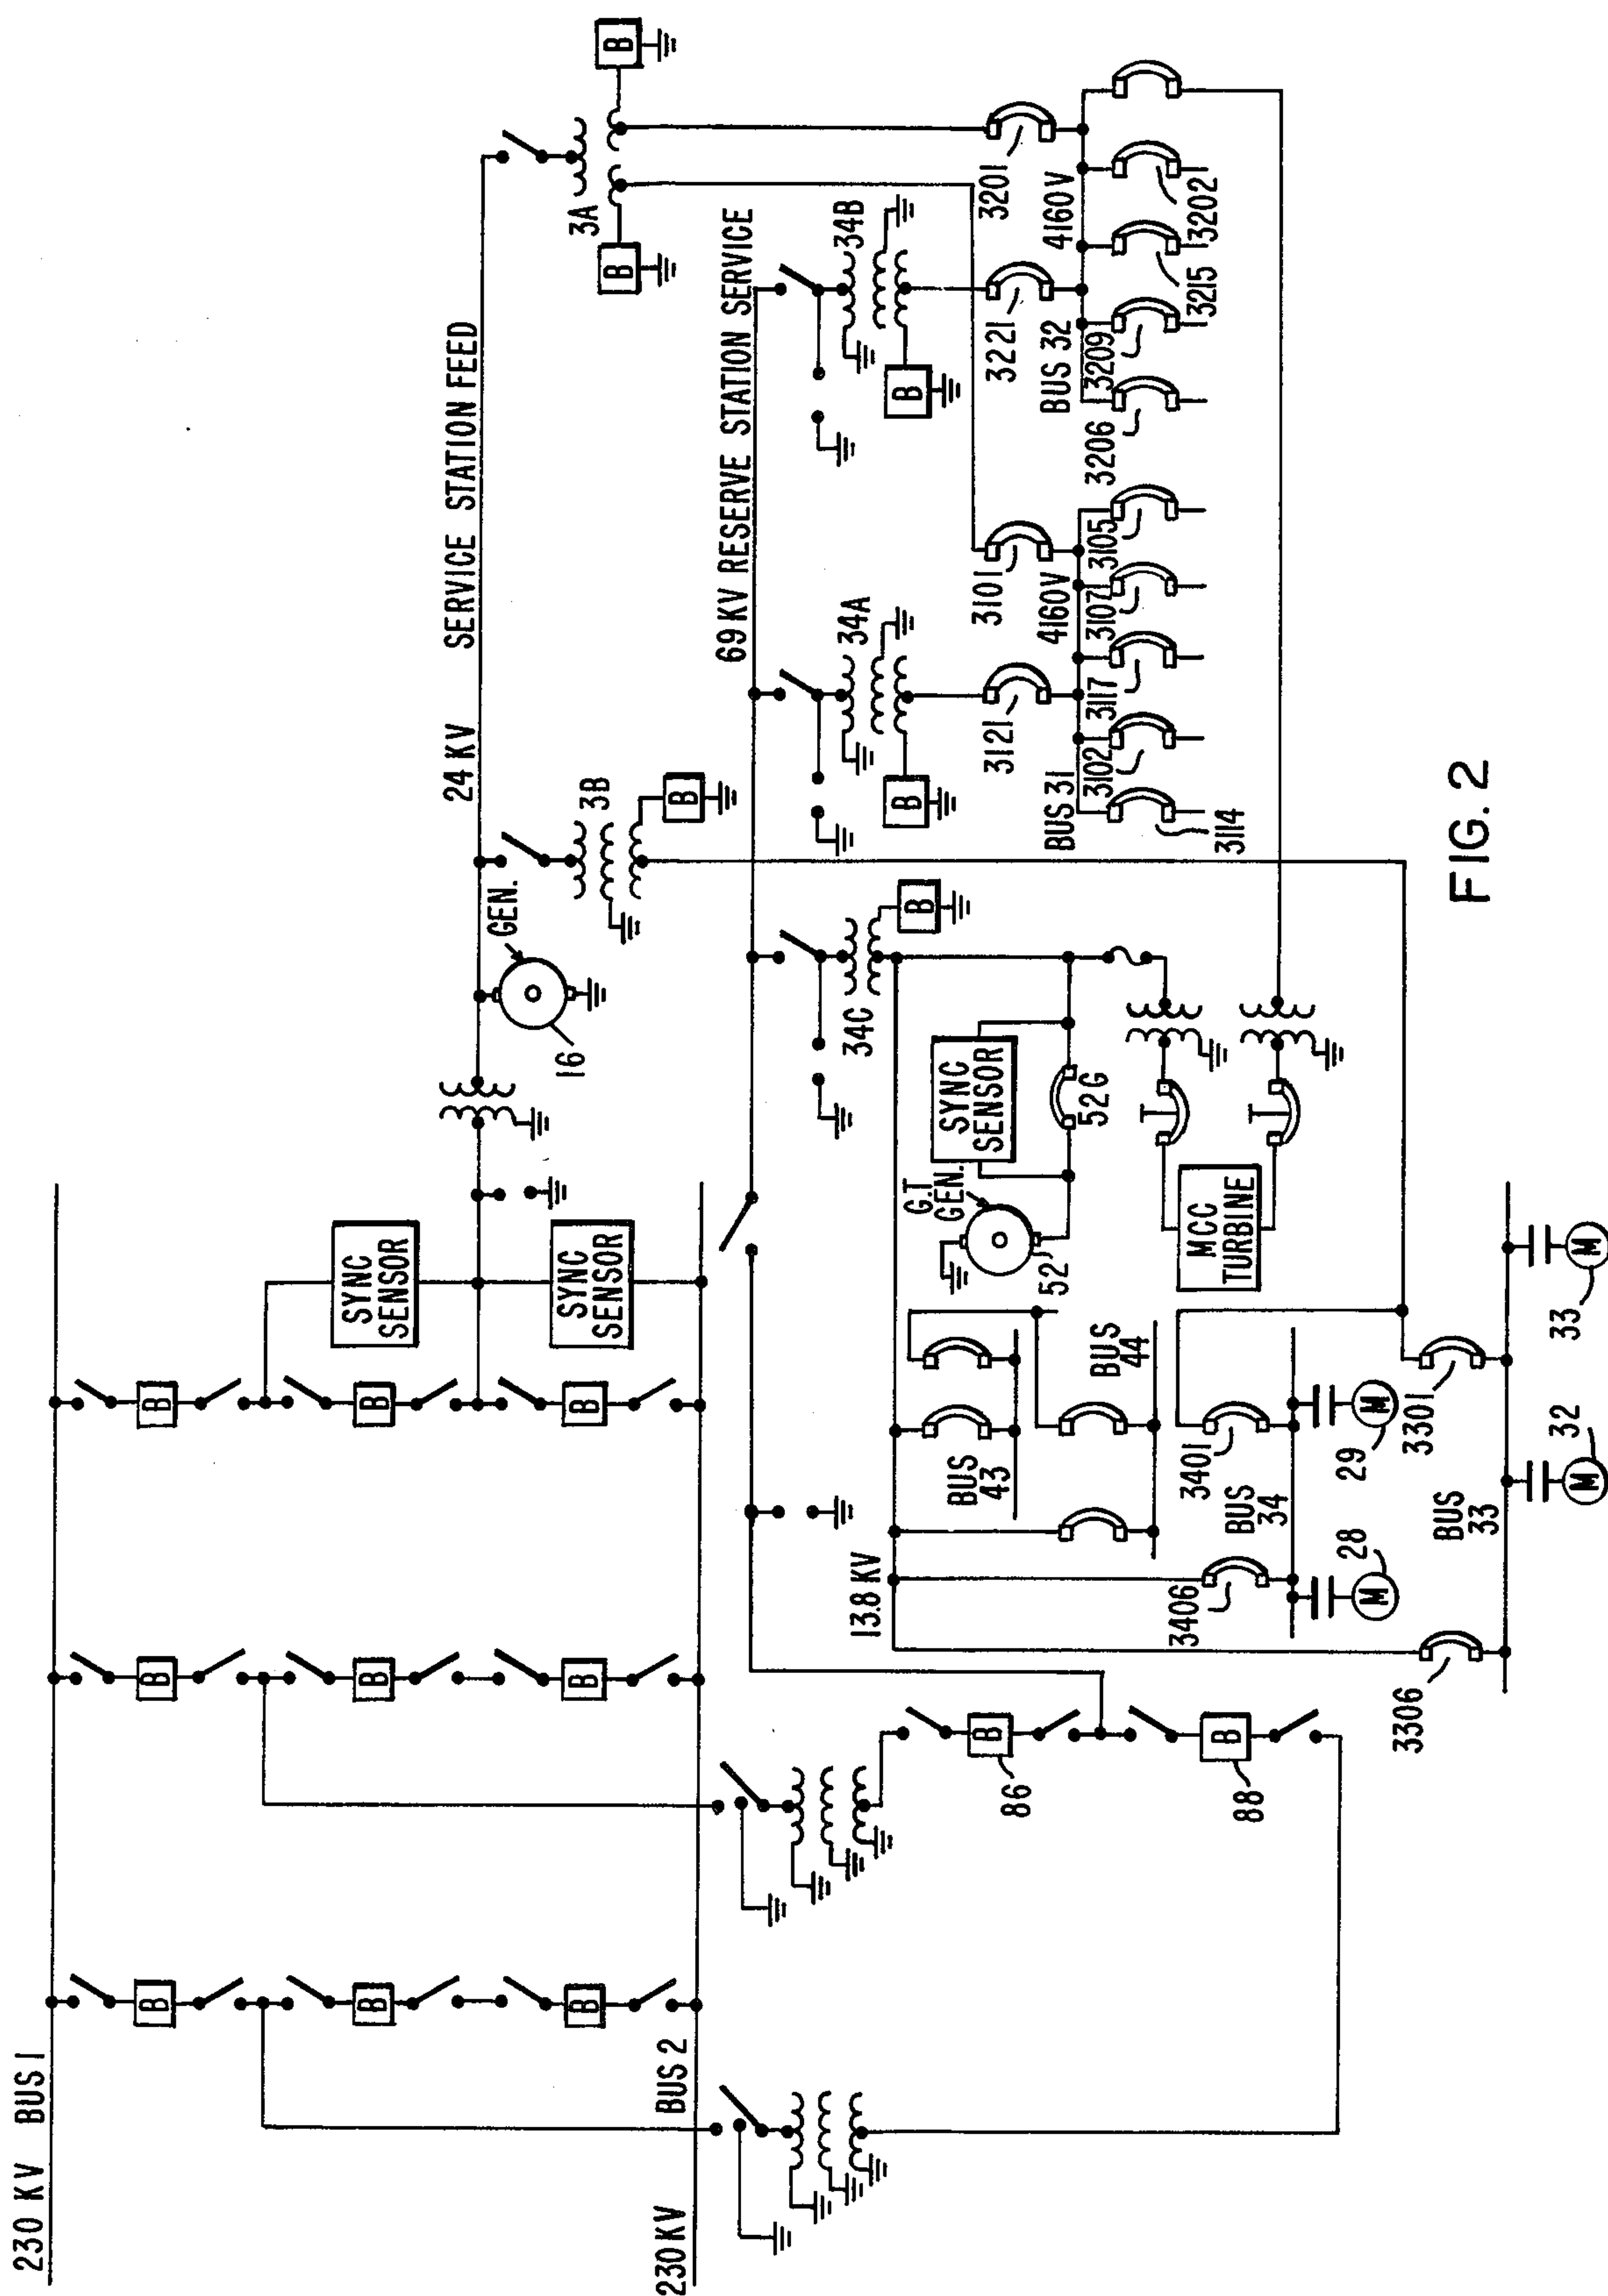 230 KV BUS 1
B
B
B
B
B
B
B
B
B
SYNC
SENSOR
SYNC
SENSOR
BUS 2
230 KV
24 KV SERVICE STATION FEED
GEN.
16
3B
B
3A
B
B
69 KV RESERVE STATION SERVICE
34C
B
34A
B
34B
B
86
B
88
B
13.8 KV
BUS
43
BUS
44
3406
3401
BUS
34
28
M
29
M
3306
3301
BUS
33
32
M
33
M
G.T.
GEN.
52
SYNC
SENSOR
52G
MCC
TURBINE
3121
3101
BUS 31
4160 V
3114
3102
3117
3107
3105
3221
3201
BUS 32
4160 V
3206
3209
3215
3202
FIG. 2